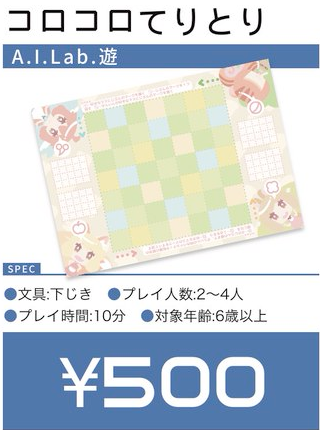 コロコロてりとり
A.I.Lab.遊
SPEC
●文具:下じき ●プレイ人数:2〜4人
●プレイ時間:10分 ●対象年齢:6歳以上
¥500